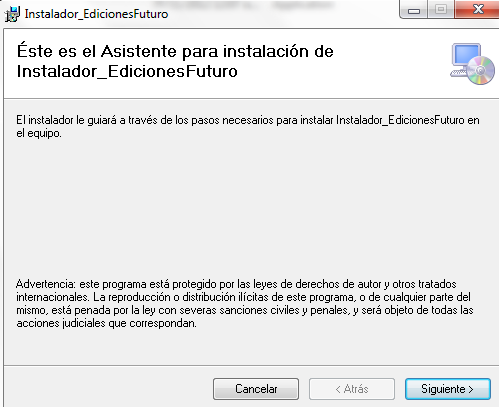 Instalador_EdicionesFuturo
Éste es el Asistente para instalación de
Instalador_EdicionesFuturo
El instalador le guiará a través de los pasos necesarios para instalar Instalador_EdicionesFuturo en
el equipo.
Advertencia: este programa está protegido por las leyes de derechos de autor y otros tratados
internacionales. La reproducción o distribución ilícitas de este programa, o de cualquier parte del
mismo, está penada por la ley con severas sanciones civiles y penales, y será objeto de todas las
acciones judiciales que correspondan.
Cancelar
< Atrás
Siguiente >